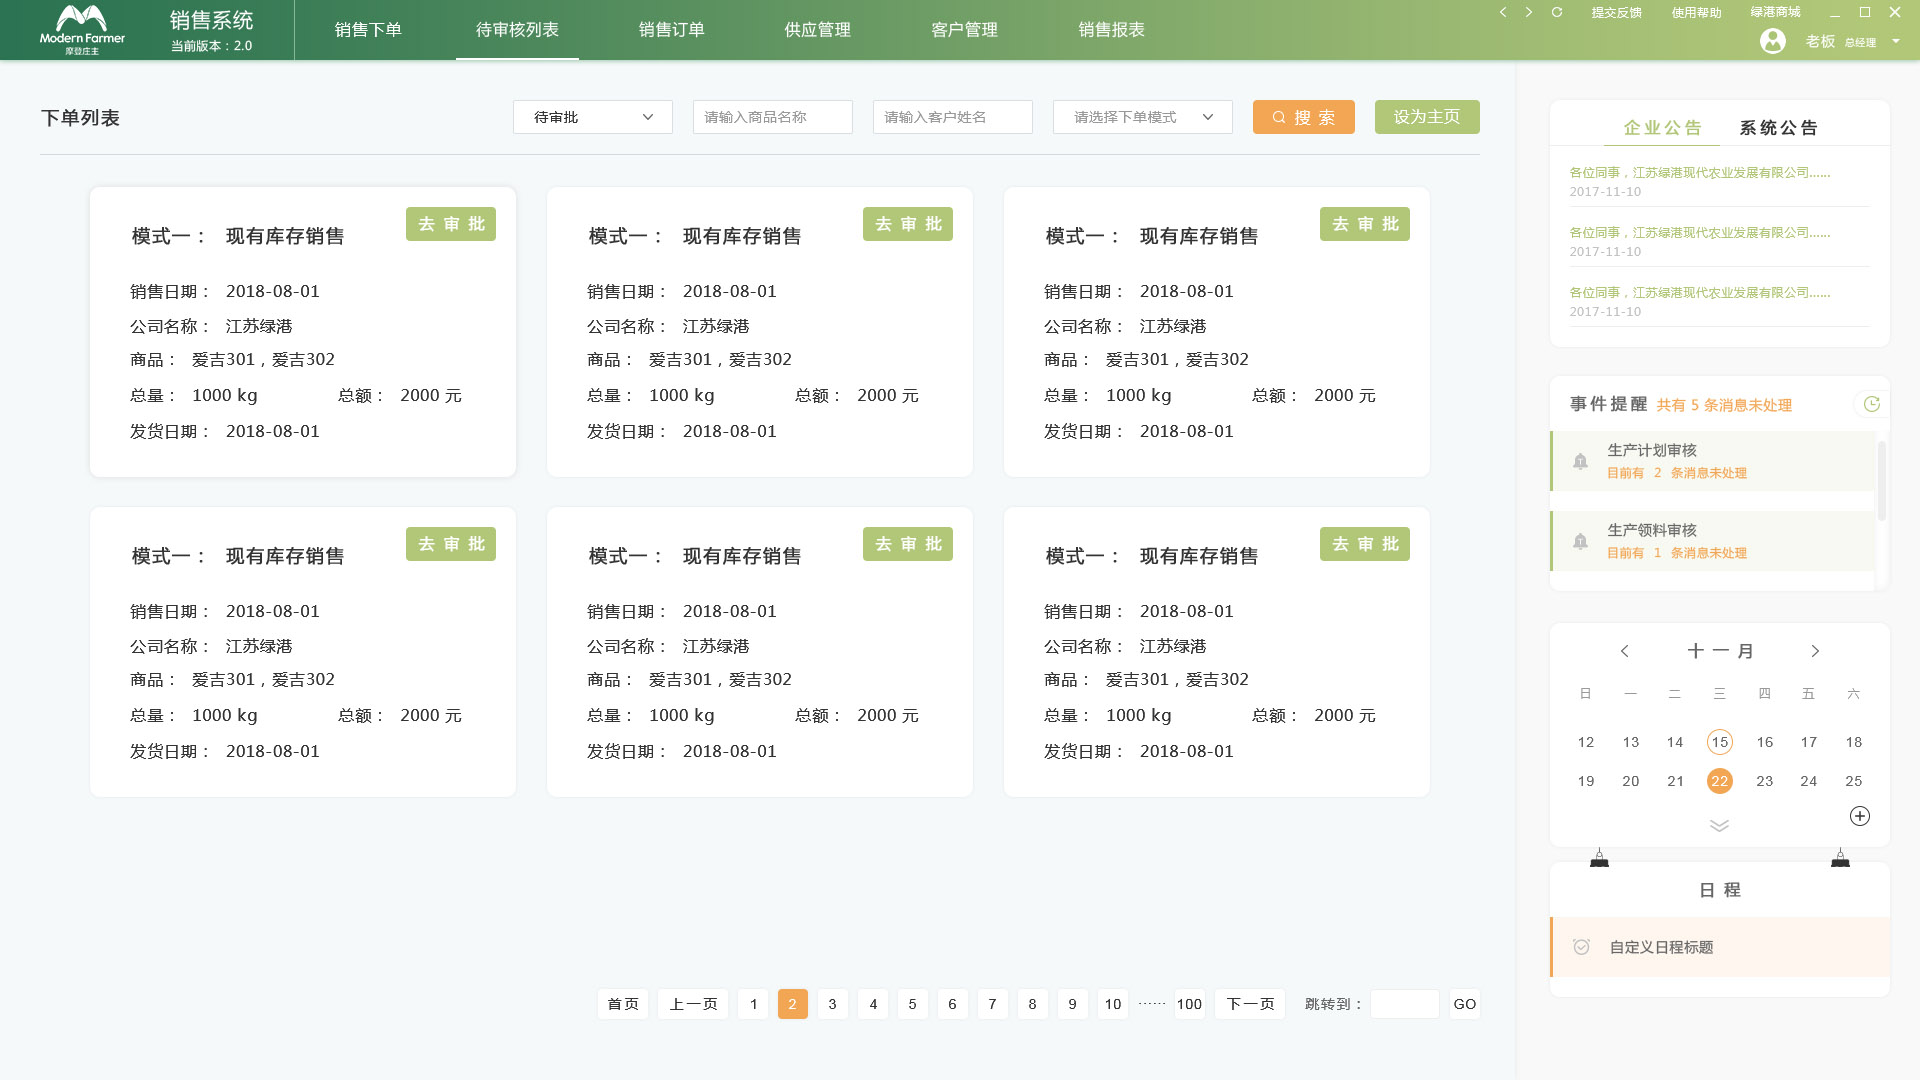 Modern Farmer
摩登庄主
销售系统
当前版本：2.0
销售下单
待审核列表
销售订单
供应管理
客户管理
销售报表
提交反馈
使用帮助
绿港商城
老板 总经理
下单列表
待审批
请输入商品名称
请输入客户姓名
请选择下单模式
搜 索
设为主页
模式一： 现有库存销售
去 审 批
销售日期： 2018-08-01
公司名称： 江苏绿港
商品： 爱吉301，爱吉302
总量： 1000 kg 总额： 2000 元
发货日期： 2018-08-01
模式一： 现有库存销售
去 审 批
销售日期： 2018-08-01
公司名称： 江苏绿港
商品： 爱吉301，爱吉302
总量： 1000 kg 总额： 2000 元
发货日期： 2018-08-01
模式一： 现有库存销售
去 审 批
销售日期： 2018-08-01
公司名称： 江苏绿港
商品： 爱吉301，爱吉302
总量： 1000 kg 总额： 2000 元
发货日期： 2018-08-01
模式一： 现有库存销售
去 审 批
销售日期： 2018-08-01
公司名称： 江苏绿港
商品： 爱吉301，爱吉302
总量： 1000 kg 总额： 2000 元
发货日期： 2018-08-01
模式一： 现有库存销售
去 审 批
销售日期： 2018-08-01
公司名称： 江苏绿港
商品： 爱吉301，爱吉302
总量： 1000 kg 总额： 2000 元
发货日期： 2018-08-01
模式一： 现有库存销售
去 审 批
销售日期： 2018-08-01
公司名称： 江苏绿港
商品： 爱吉301，爱吉302
总量： 1000 kg 总额： 2000 元
发货日期： 2018-08-01
首页 上一页 1 2 3 4 5 6 7 8 9 10 ······ 100 下一页 跳转到： GO
企业公告 系统公告
各位同事，江苏绿港现代农业发展有限公司......
2017-11-10
各位同事，江苏绿港现代农业发展有限公司......
2017-11-10
各位同事，江苏绿港现代农业发展有限公司......
2017-11-10
事件提醒 共有 5 条消息未处理
生产计划审核
目前有 2 条消息未处理
生产领料审核
目前有 1 条消息未处理
十一月
日 一 二 三 四 五 六
12 13 14 15 16 17 18
19 20 21 22 23 24 25
日 程
自定义日程标题